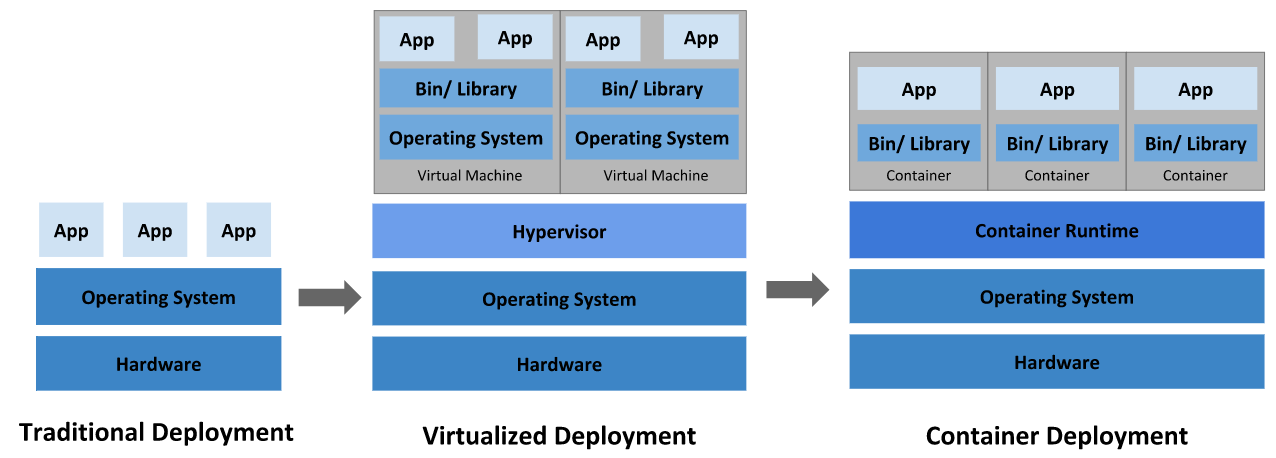 App
App
App
Operating System
Hardware
Traditional Deployment
App
App
App
App
Bin/ Library
Bin/ Library
Operating System
Operating System
Virtual Machine
Virtual Machine
Hypervisor
Operating System
Hardware
Virtualized Deployment
App
App
App
Bin/ Library
Bin/ Library
Bin/ Library
Container
Container
Container
Container Runtime
Operating System
Hardware
Container Deployment